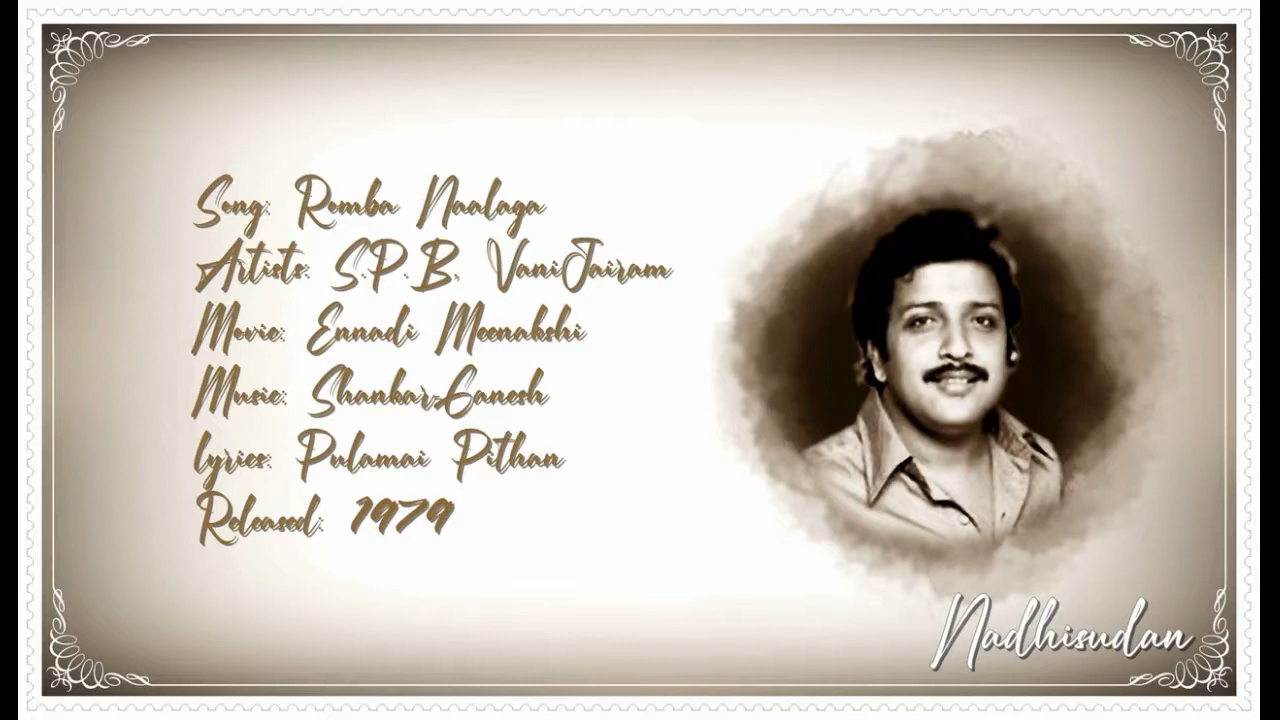 Song: Romba Naalaga
Artists: S.P.B, VaniJairam
Movie: Ennadi Meenakshi
Music: Shankar-Ganesh
lyrics: Pulamai Pithan
Released: 1979
Nadhisudan